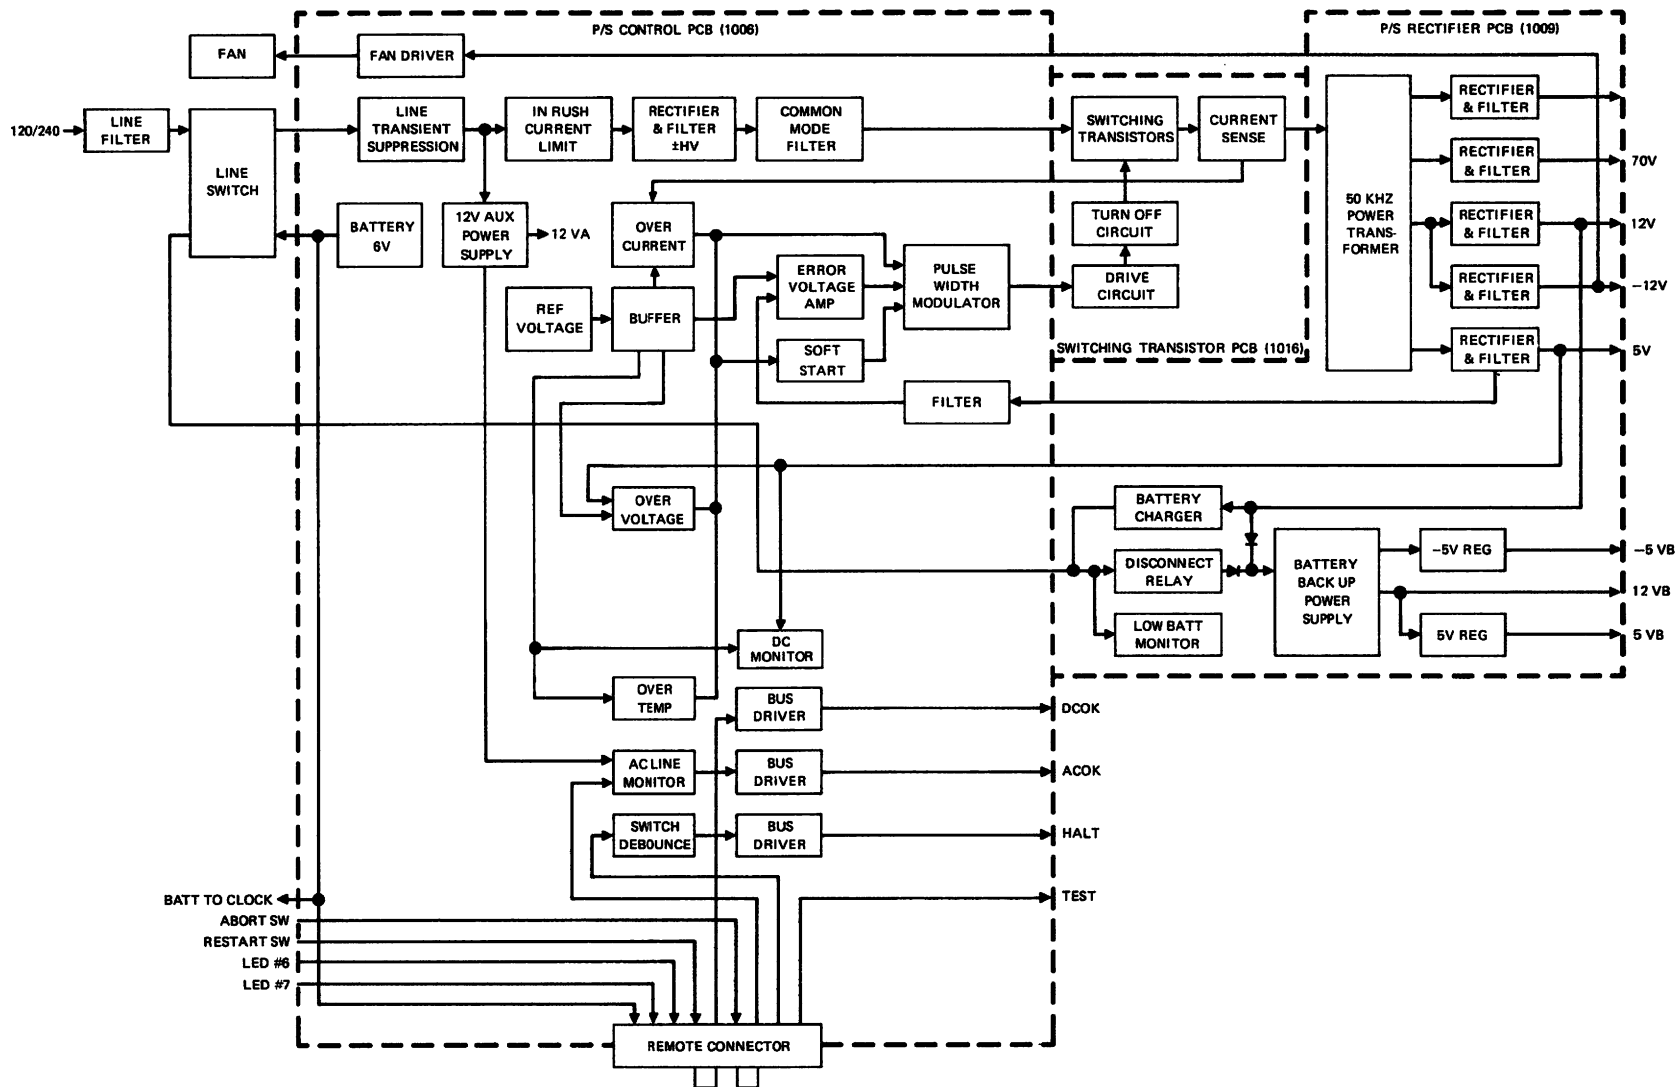 P/S CONTROL PCB (1006)
P/S RECTIFIER PCB (1009)
FAN
FAN DRIVER
120/240
LINE
FILTER
LINE
SWITCH
LINE
TRANSIENT
SUPPRESSION
IN RUSH
CURRENT
LIMIT
RECTIFIER
& FILTER
±HV
COMMON
MODE
FILTER
SWITCHING
TRANSISTORS
CURRENT
SENSE
50 KHZ
POWER
TRANS-
FORMER
RECTIFIER
& FILTER
RECTIFIER
& FILTER
70V
RECTIFIER
& FILTER
12V
RECTIFIER
& FILTER
–12V
RECTIFIER
& FILTER
5V
BATTERY
6V
12V AUX
POWER
SUPPLY
12 VA
OVER
CURRENT
TURN OFF
CIRCUIT
DRIVE
CIRCUIT
REF
VOLTAGE
BUFFER
ERROR
VOLTAGE
AMP
PULSE
WIDTH
MODULATOR
SOFT
START
SWITCHING TRANSISTOR PCB (1016)
FILTER
OVER
VOLTAGE
BATTERY
CHARGER
DISCONNECT
RELAY
LOW BATT
MONITOR
BATTERY
BACK UP
POWER
SUPPLY
–5V REG
–5 VB
12 VB
5V REG
5 VB
DC
MONITOR
OVER
TEMP
BUS
DRIVER
DCOK
AC LINE
MONITOR
BUS
DRIVER
ACOK
SWITCH
DEBOUNCE
BUS
DRIVER
HALT
BATT TO CLOCK
TEST
ABORT SW
RESTART SW
LED #6
LED #7
REMOTE CONNECTOR